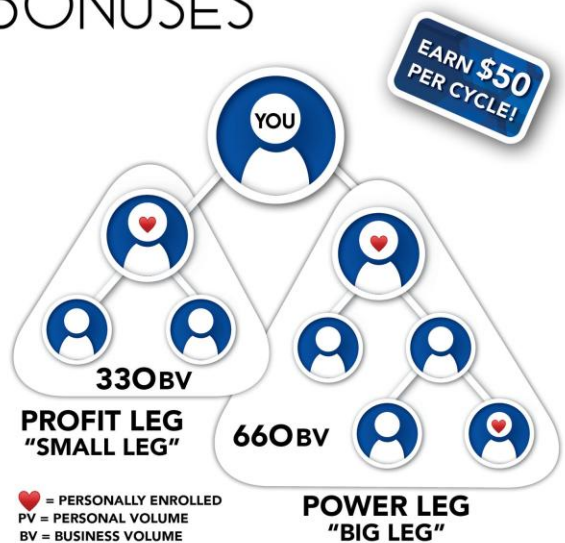 BONUSES
EARN $50
PER CYCLE!
YOU
330BV
PROFIT LEG
"SMALL LEG"
660BV
POWER LEG
"BIG LEG"
= PERSONALLY ENROLLED
PV = PERSONAL VOLUME
BV = BUSINESS VOLUME